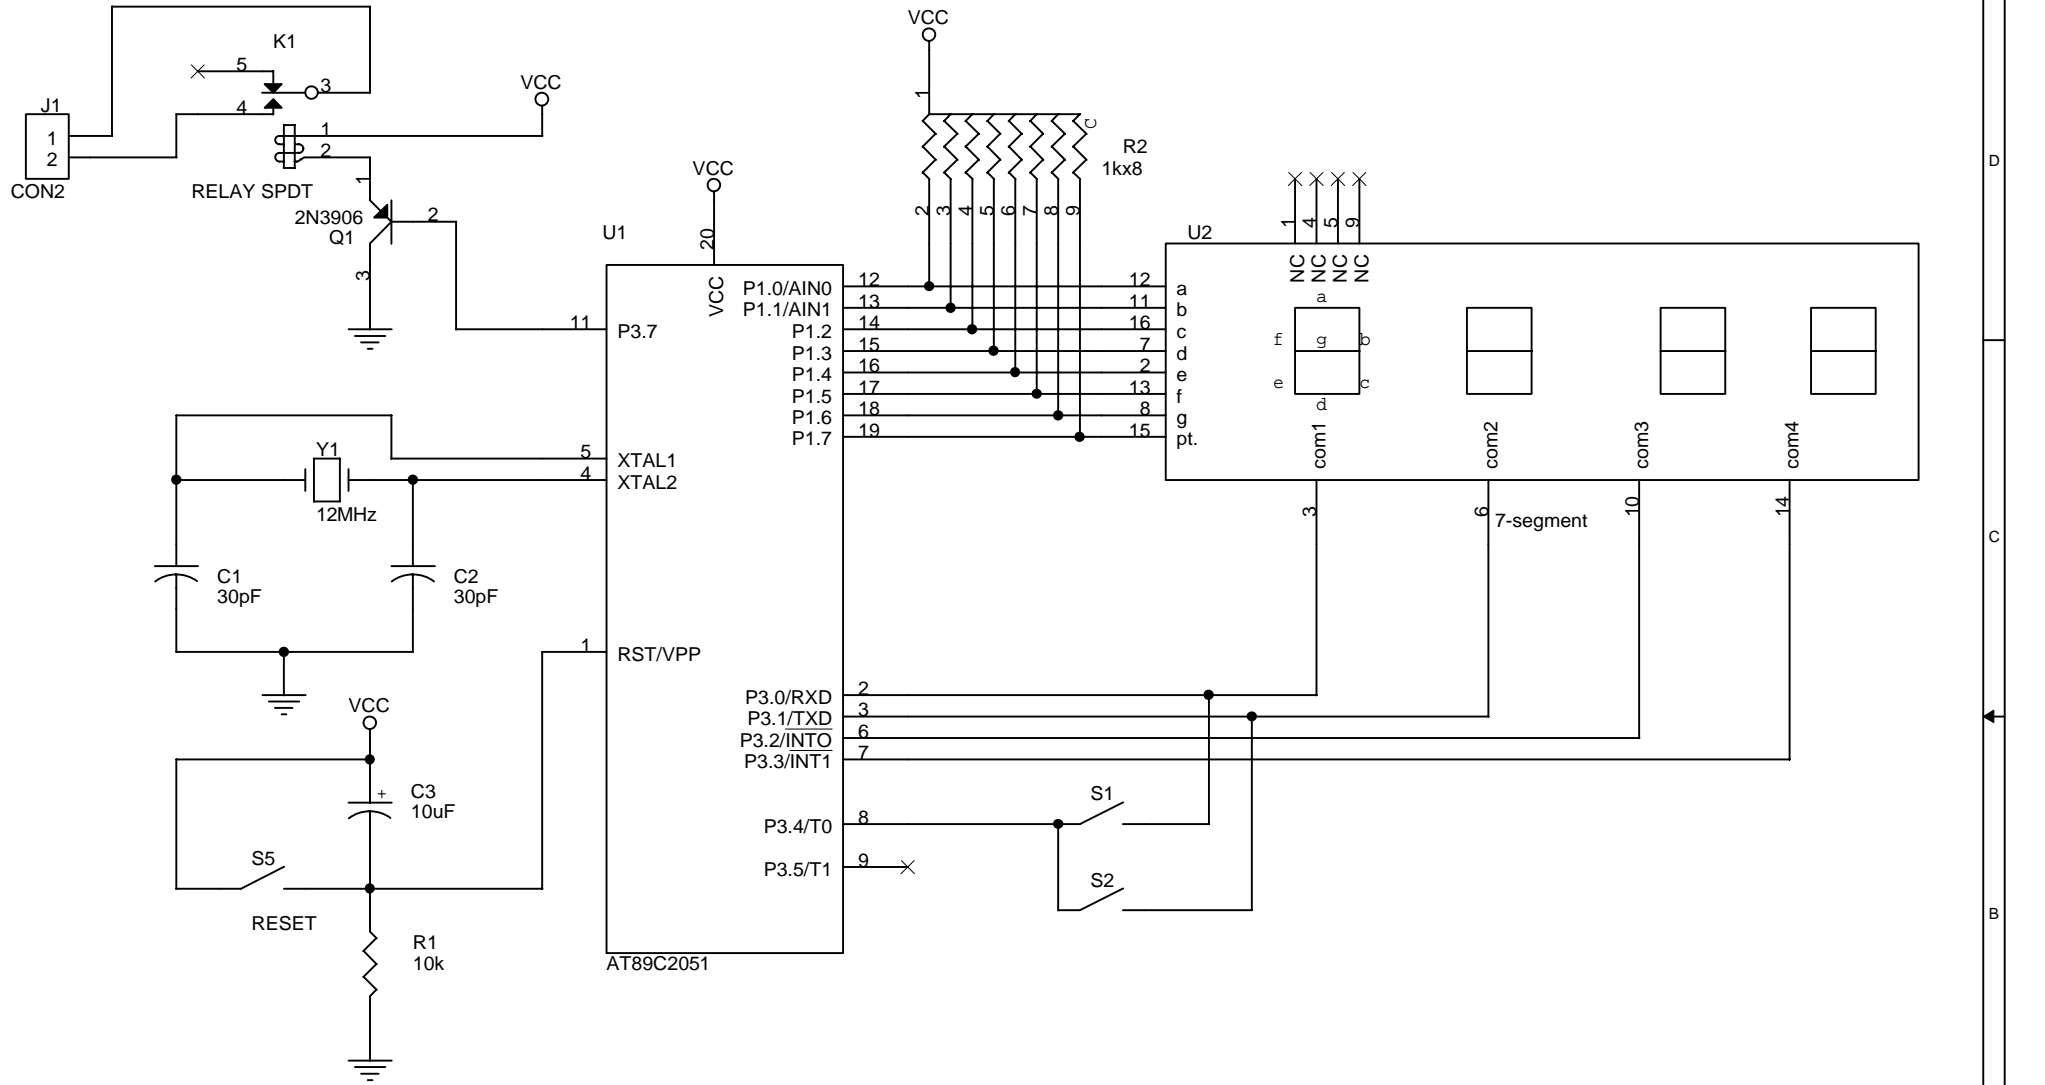 K1
5
3
4
J1
1
2
CON2
1
2
VCC
RELAY SPDT
1
2N3906
Q1
2
3
VCC
1
C
R2
1kx8
2 3 4 5 6 7 8 9
VCC
20
U1
VCC
P1.0/AIN0 12
P1.1/AIN1 13
P1.2 14
P1.3 15
P1.4 16
P1.5 17
P1.6 18
P1.7 19
11 P3.7
5 XTAL1
4 XTAL2
1 RST/VPP
P3.0/RXD 2
P3.1/TXD 3
P3.2/INTO 6
P3.3/INT1 7
P3.4/T0 8
P3.5/T1 9
AT89C2051
U2
1 4 5 9
NC NC NC NC
12 a
11 b
16 c
7 d
2 e
13 f
8 g
15 pt.
a
f g b
e c
d
com1 com2 com3 com4
3 6 10 14
7-segment
Y1
12MHz
C1
30pF
C2
30pF
VCC
+
C3
10uF
S5
RESET
R1
10k
S1
S2
D
C
B